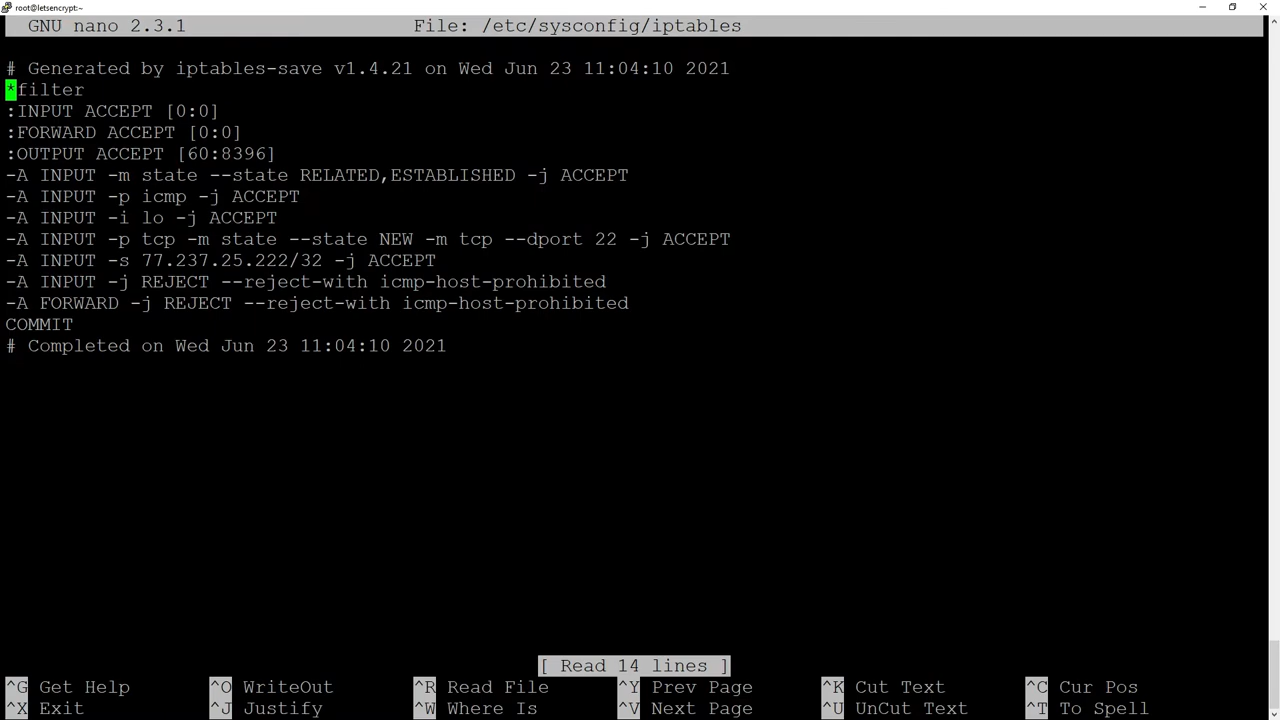 root@letsencrypt:~
GNU nano 2.3.1 File: /etc/sysconfig/iptables
# Generated by iptables-save v1.4.21 on Wed Jun 23 11:04:10 2021
*filter
:INPUT ACCEPT [0:0]
:FORWARD ACCEPT [0:0]
:OUTPUT ACCEPT [60:8396]
-A INPUT -m state --state RELATED,ESTABLISHED -j ACCEPT
-A INPUT -p icmp -j ACCEPT
-A INPUT -i lo -j ACCEPT
-A INPUT -p tcp -m state --state NEW -m tcp --dport 22 -j ACCEPT
-A INPUT -s 77.237.25.222/32 -j ACCEPT
-A INPUT -j REJECT --reject-with icmp-host-prohibited
-A FORWARD -j REJECT --reject-with icmp-host-prohibited
COMMIT
# Completed on Wed Jun 23 11:04:10 2021
[ Read 14 lines ]
^G Get Help ^O WriteOut ^R Read File ^Y Prev Page ^K Cut Text ^C Cur Pos
^X Exit ^J Justify ^W Where Is ^V Next Page ^U UnCut Text ^T To Spell